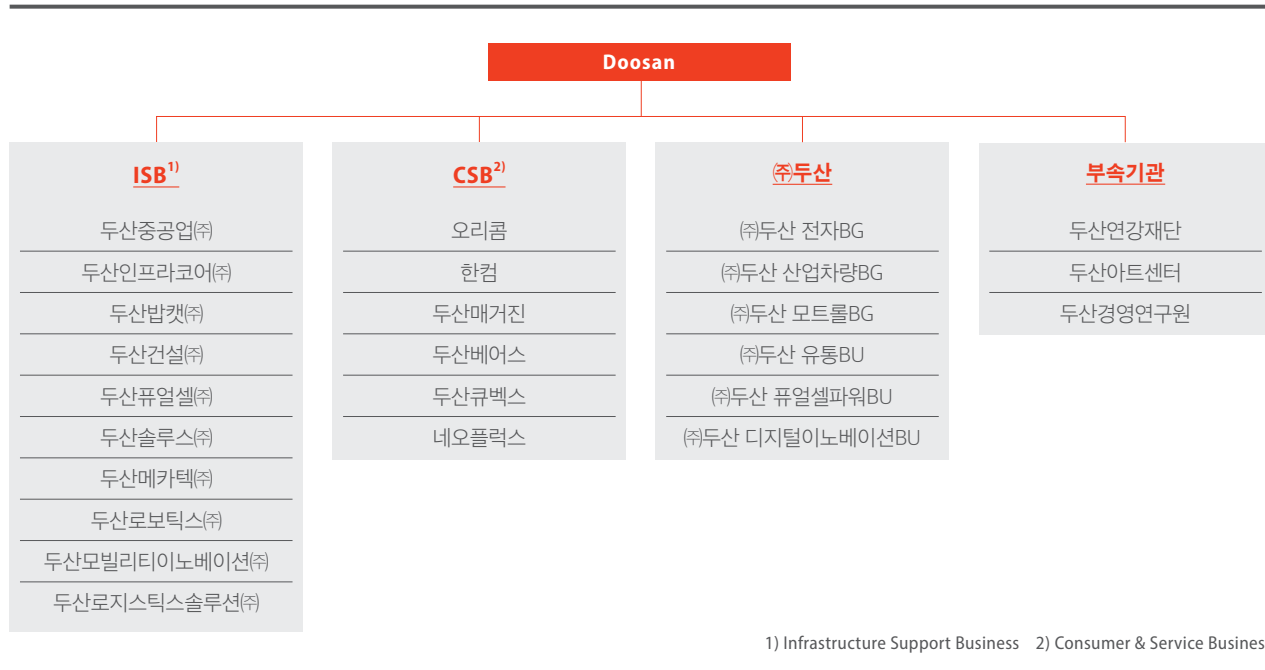 Doosan
ISB1)
두산중공업㈜
두산인프라코어㈜
두산밥캣㈜
두산건설㈜
두산퓨얼셀㈜
두산솔루스㈜
두산메카텍㈜
두산로보틱스㈜
두산모빌리티이노베이션㈜
두산로지스틱스솔루션㈜
CSB2)
오리콤
한컴
두산매거진
두산베어스
두산큐벡스
네오플럭스
㈜두산
㈜두산 전자BG
㈜두산 산업차량BG
㈜두산 모트롤BG
㈜두산 유통BU
㈜두산 퓨얼셀파워BU
㈜두산 디지털이노베이션BU
부속기관
두산연강재단
두산아트센터
두산경영연구원
1) Infrastructure Support Business 2) Consumer & Service Busines